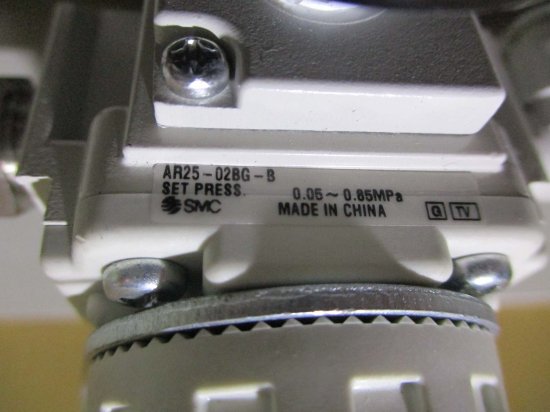 AR25-02BG-B
SET PRESS. 0.05~0.85MPa
SMC MADE IN CHINA G TV